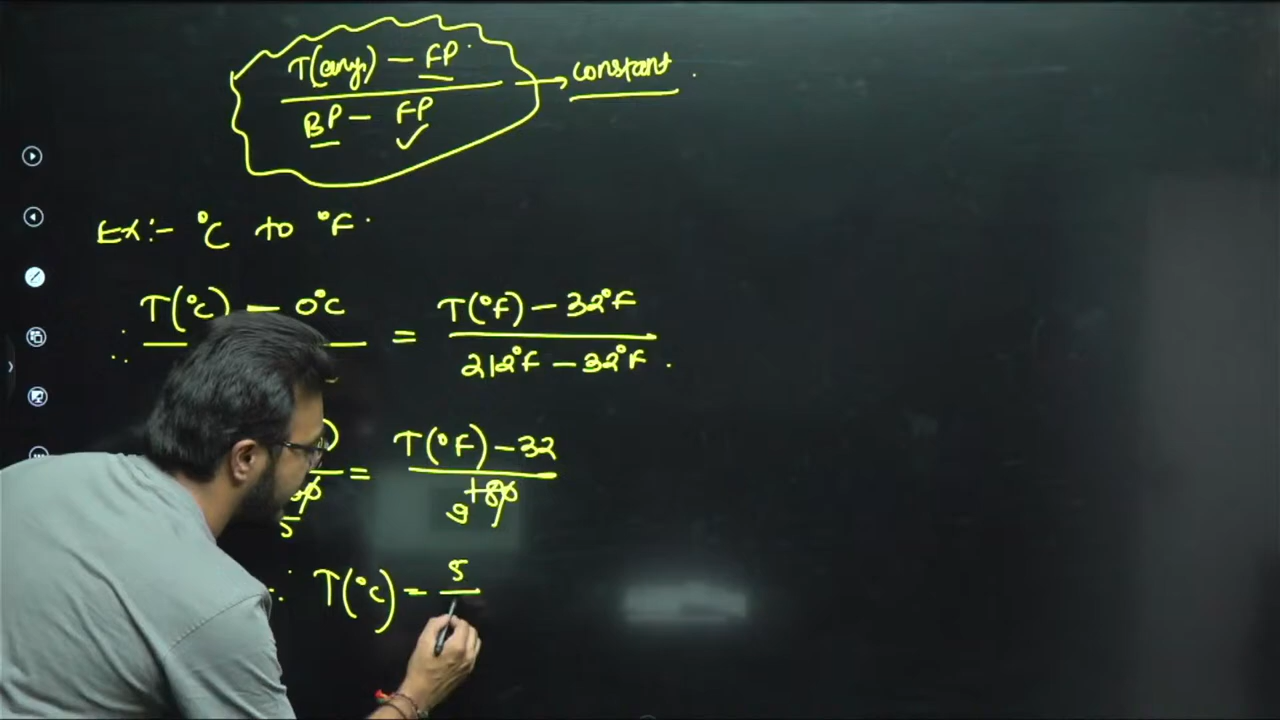 T(any) - FP
BP - FP → constant.
Ex:- °C to °F.
∴ T(°C) - 0°C = T(°F) - 32°F
212°F - 32°F.
) = T(°F) - 32
5 9 180
∴ T(°C) = 5